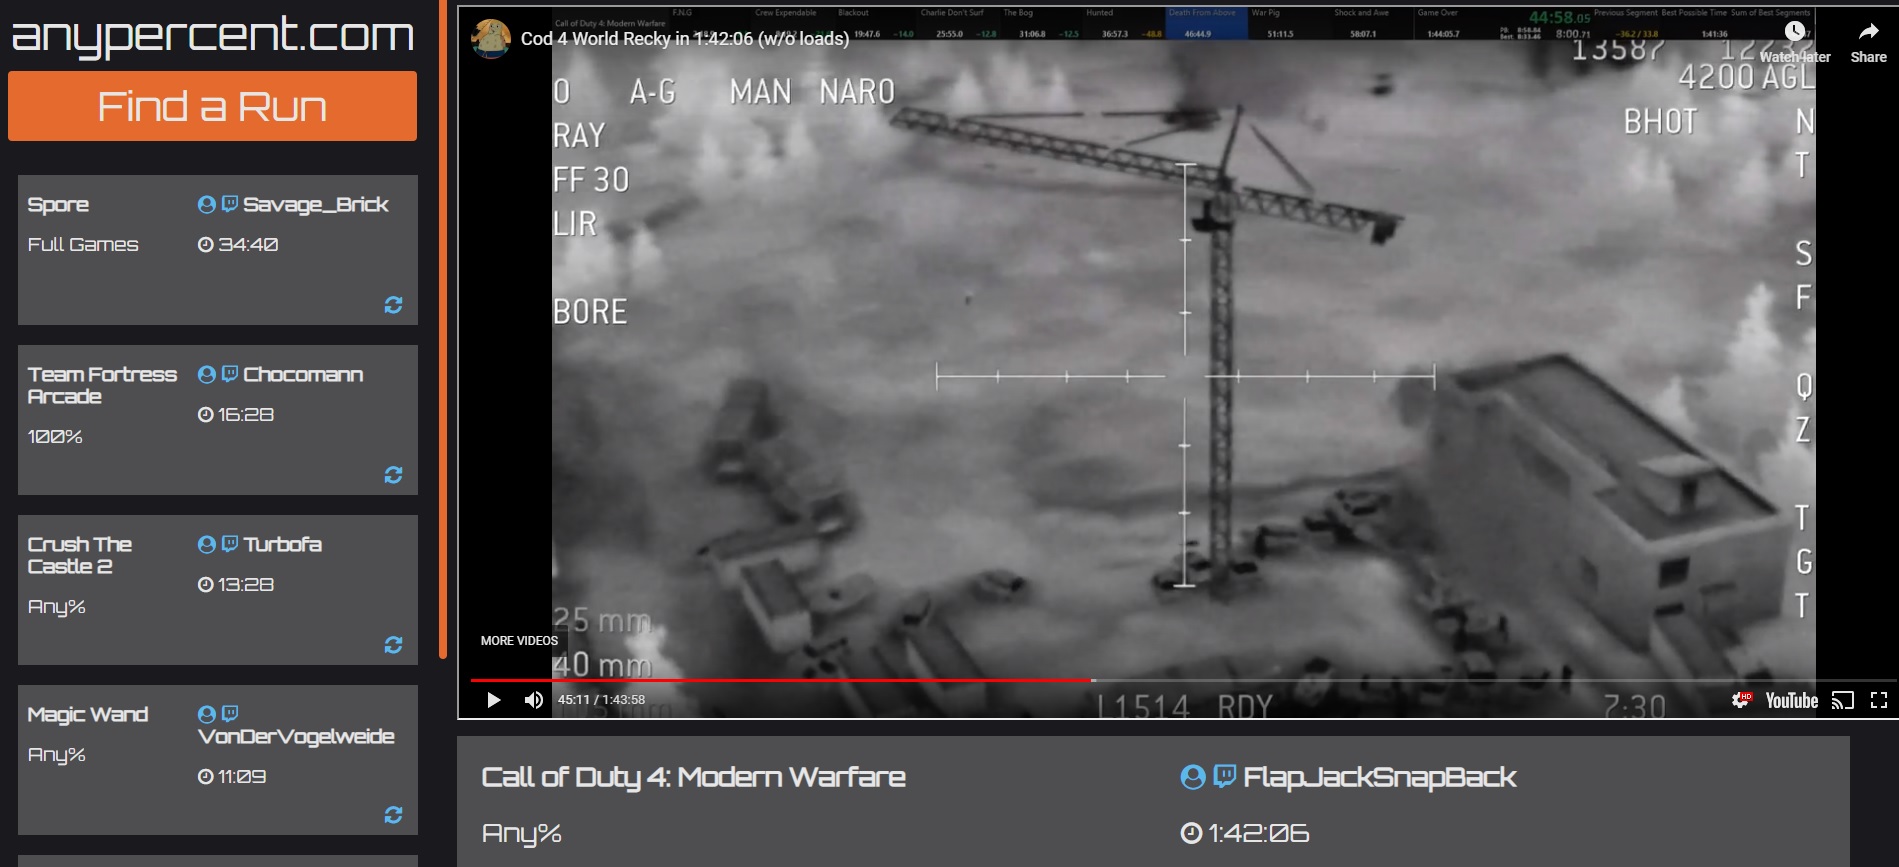 anypercent.com
Find a Run
Spore
Savage_Brick
Full Games
34:40
Team Fortress Arcade
Chocomann
100%
16:28
Crush The Castle 2
Turbofa
Any%
13:28
Magic Wand
VonDerVogelweide
Any%
11:09
Call of Duty 4: Modern Warfare
F.N.G
Crew Expendable
Blackout
Charlie Don't Surf
The Bog
Hunted
Death From Above
War Pig
Shock and Awe
Game Over
44:58.05
Previous Segment
Best Possible Time
Sum of Best Segments
19:47.6 -14.0
25:55.0 -12.8
31:06.8 -12.5
36:57.3 -48.8
46:44.9
51:11.5
58:07.1
1:44:05.7
8:00.71
-36.2 / 33.8
1:41:36
Cod 4 World Recky in 1:42:06 (w/o loads)
Watch later
Share
13587
4200 AGL
O A-G MAN NARO
BHOT
N
RAY
T
FF 30
LIR
S
F
BORE
Q
Z
T
G
T
25 mm
MORE VIDEOS
40 mm
45:11 / 1:43:58
L1514 RDY
7:30
HD
YouTube
Call of Duty 4: Modern Warfare
FlapJackSnapBack
Any%
1:42:06